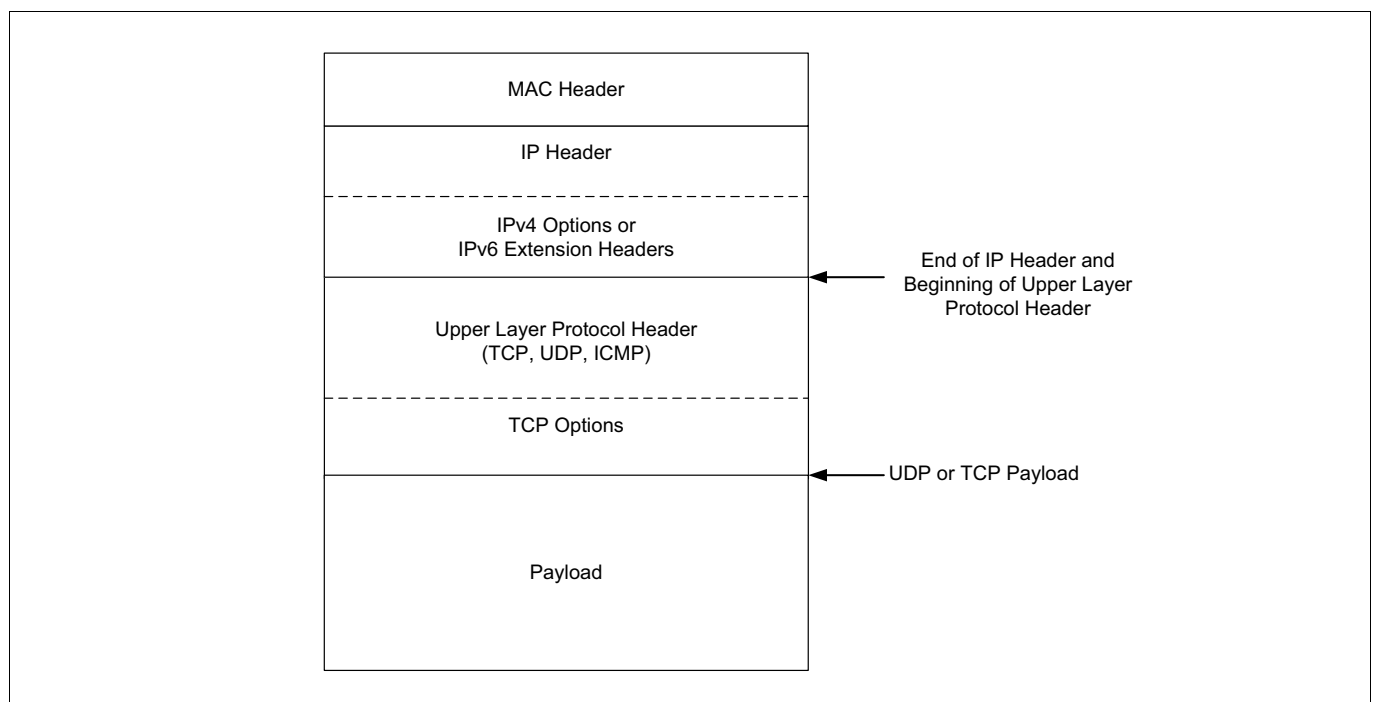 MAC Header
IP Header
IPv4 Options or
IPv6 Extension Headers
End of IP Header and
Beginning of Upper Layer
Protocol Header
Upper Layer Protocol Header
(TCP, UDP, ICMP)
TCP Options
UDP or TCP Payload
Payload